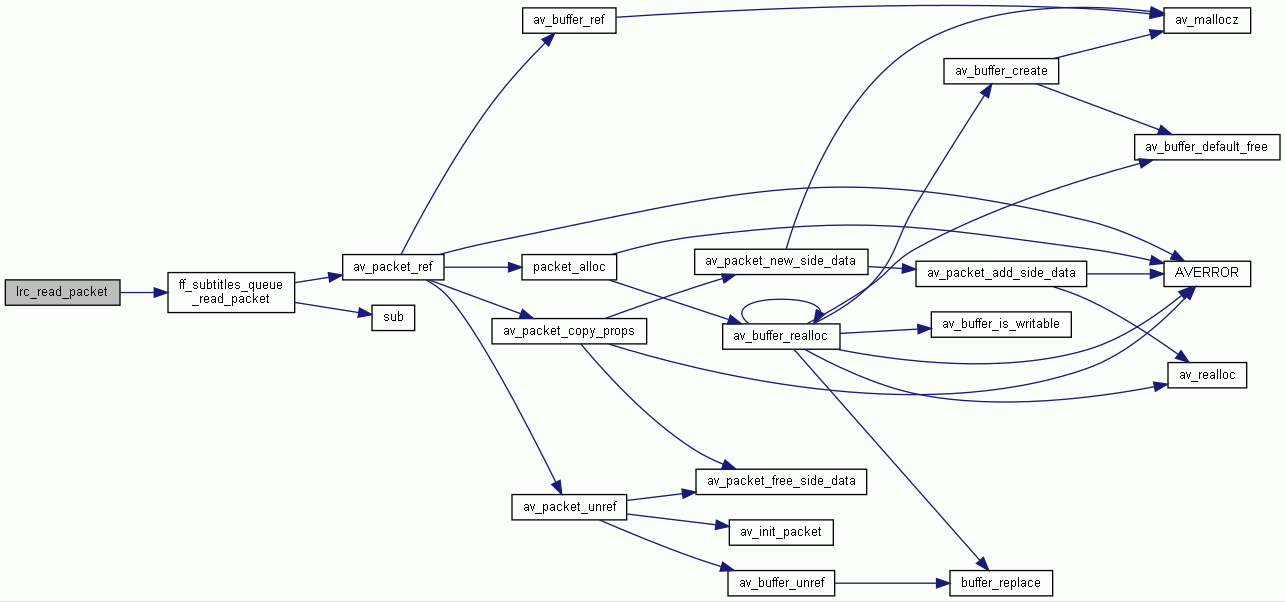 av_buffer_ref
av_mallocz
av_buffer_create
av_buffer_default_free
av_packet_ref
packet_alloc
av_packet_new_side_data
av_packet_add_side_data
AVERROR
lrc_read_packet
ff_subtitles_queue
_read_packet
sub
av_packet_copy_props
av_buffer_realloc
av_buffer_is_writable
av_realloc
av_packet_free_side_data
av_packet_unref
av_init_packet
av_buffer_unref
buffer_replace